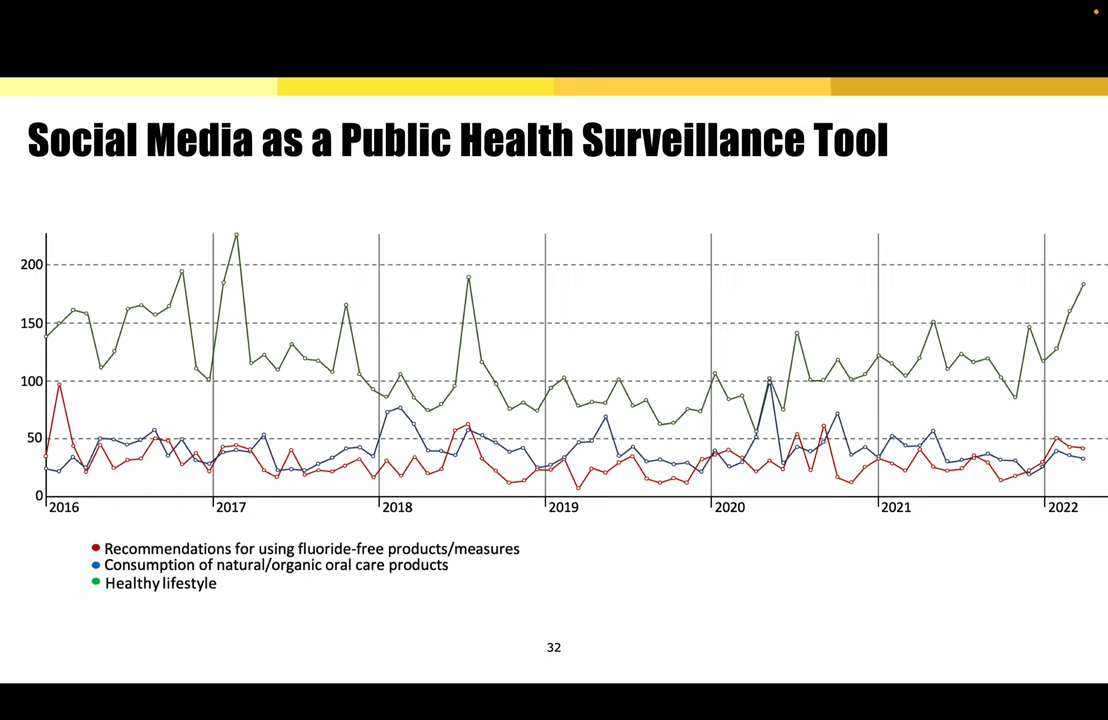 Social Media as a Public Health Surveillance Tool
200
150
100
50
0
2016 2017 2018 2019 2020 2021 2022
Recommendations for using fluoride-free products/measures
Consumption of natural/organic oral care products
Healthy lifestyle
32